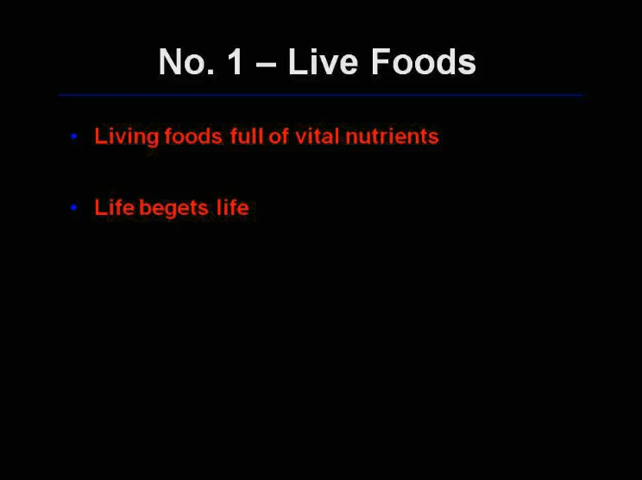 No. 1 – Live Foods
• Living foods full of vital nutrients
• Life begets life